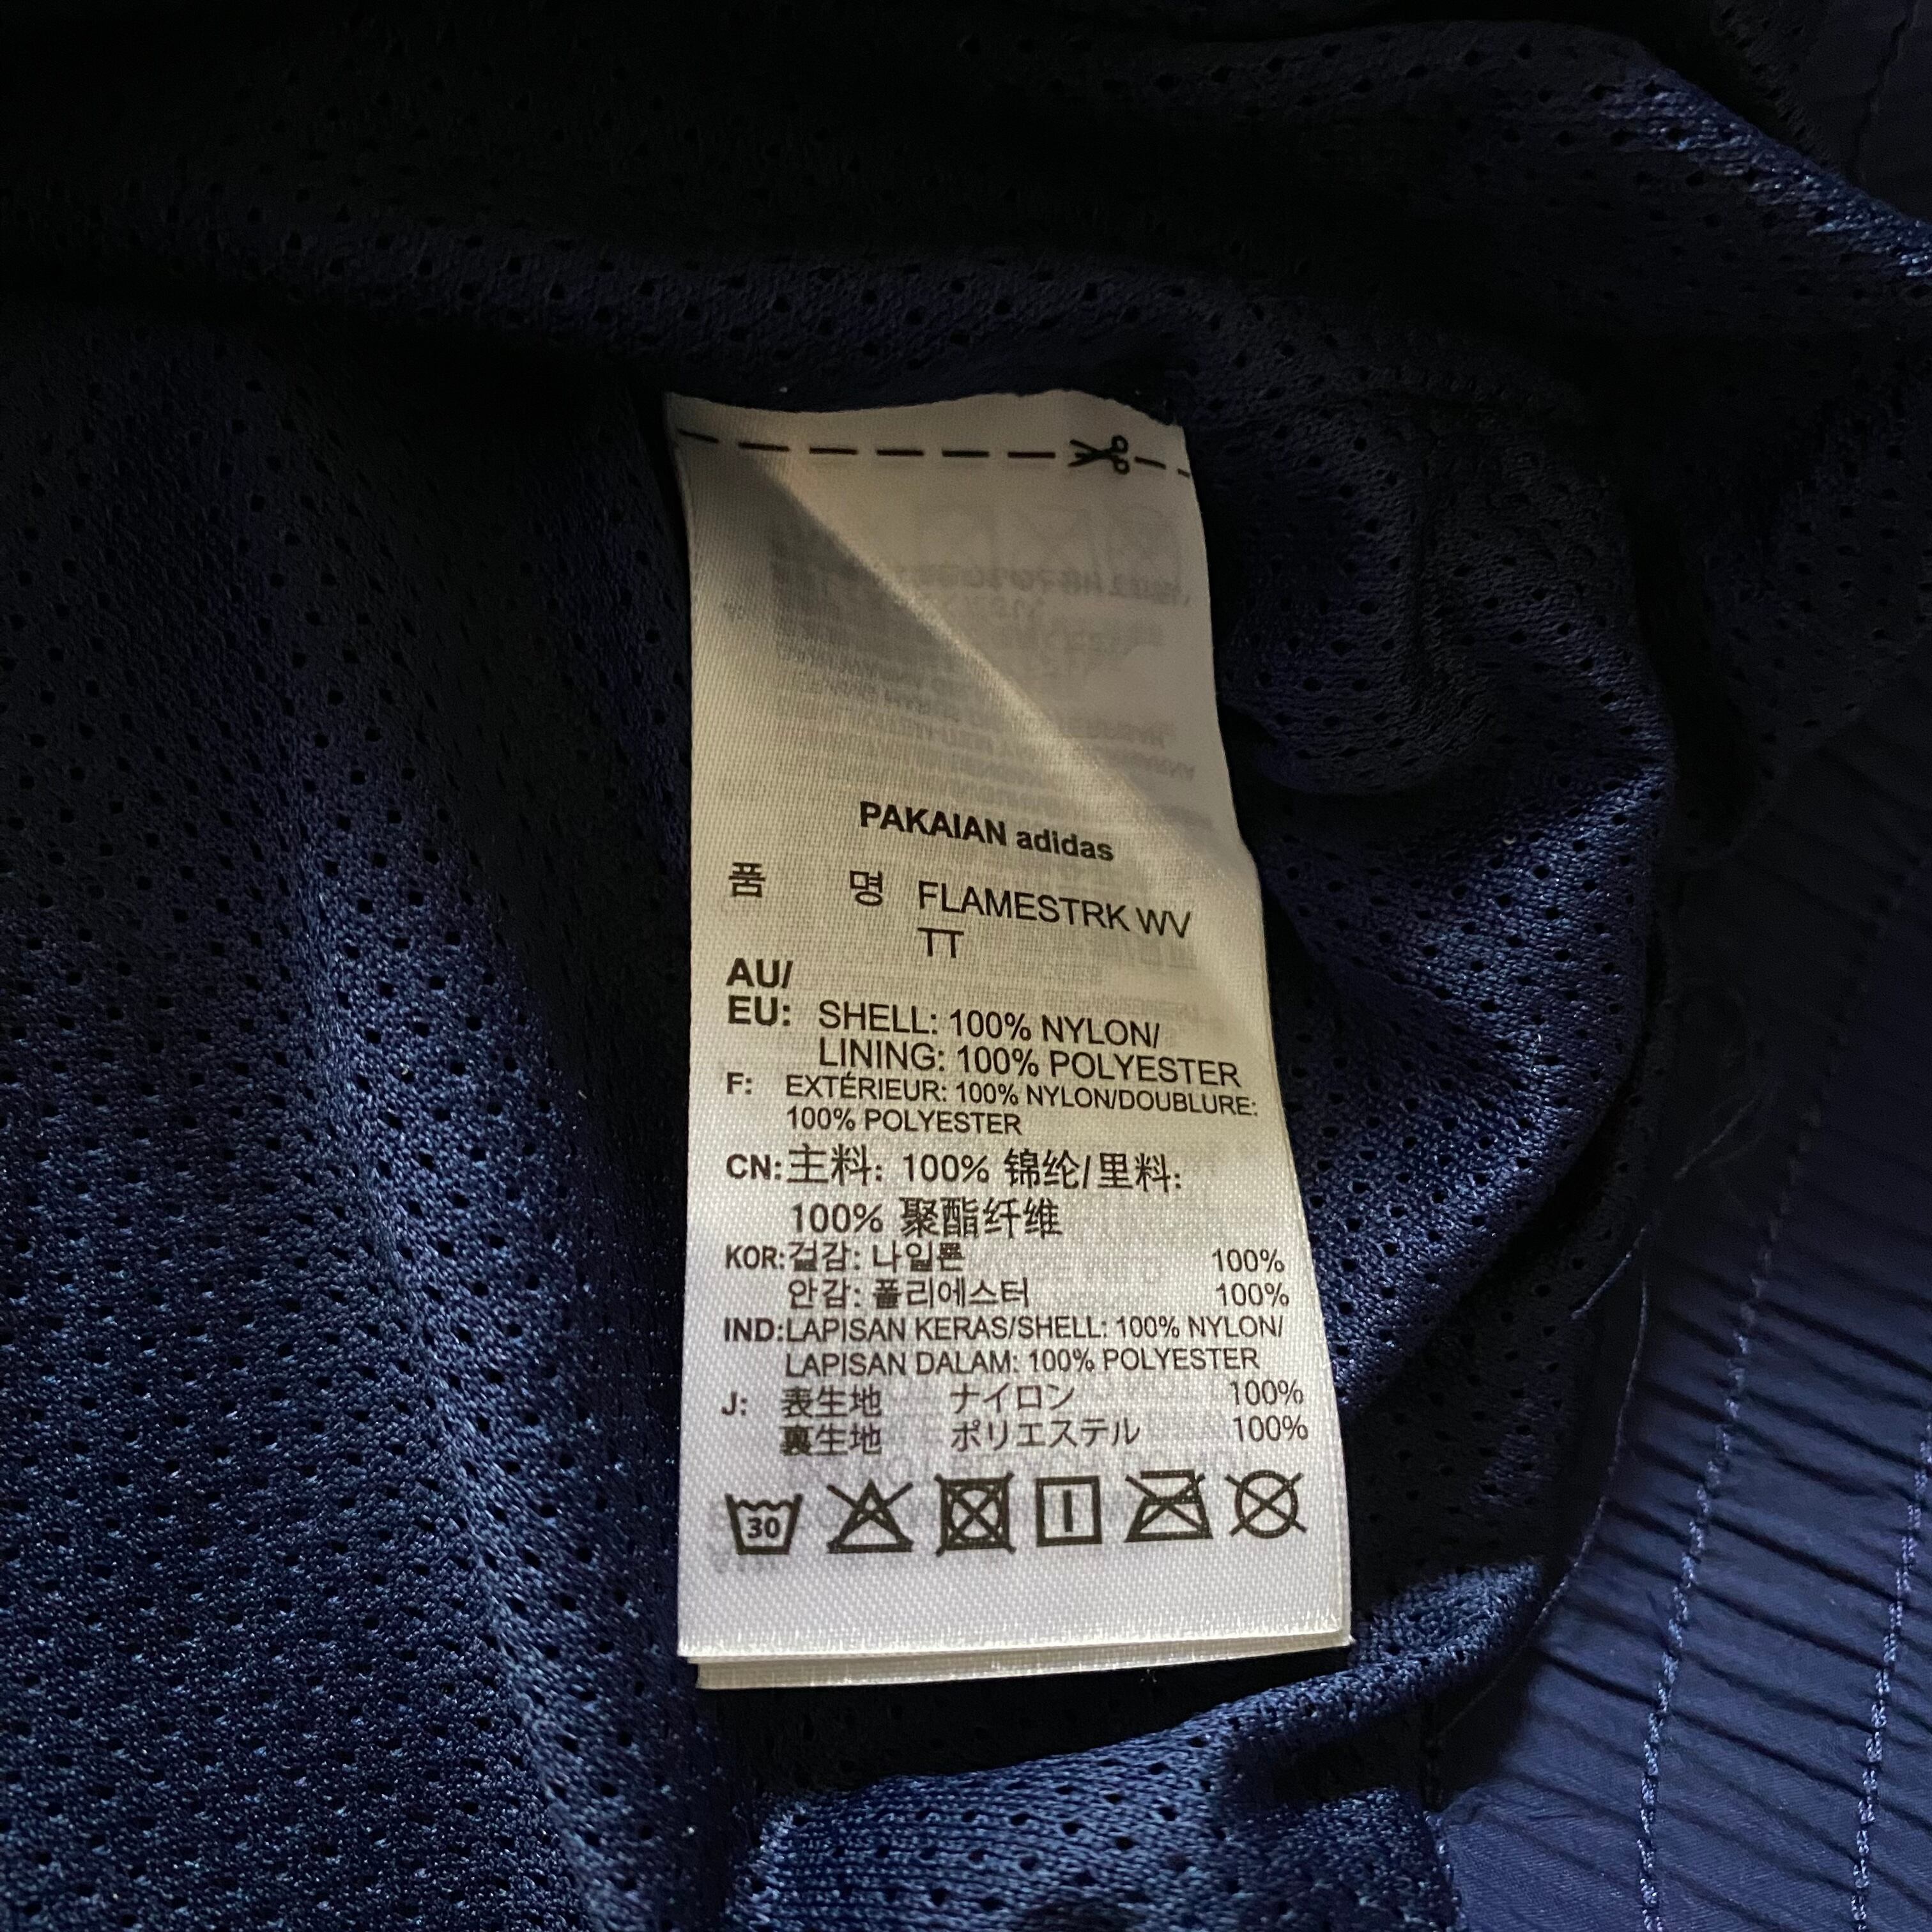 PAKAIAN adidas
품 명 FLAMESTRK WV
TT
AU/
EU: SHELL: 100% NYLON/
LINING: 100% POLYESTER
F: EXTÉRIEUR: 100% NYLON/DOUBLURE:
100% POLYESTER
CN: 主料: 100% 锦纶/里料:
100% 聚酯纤维
KOR: 겉감: 나일론 100%
안감: 폴리에스터 100%
IND: LAPISAN KERAS/SHELL: 100% NYLON/
LAPISAN DALAM: 100% POLYESTER
J: 表生地 ナイロン 100%
裏生地 ポリエステル 100%
30